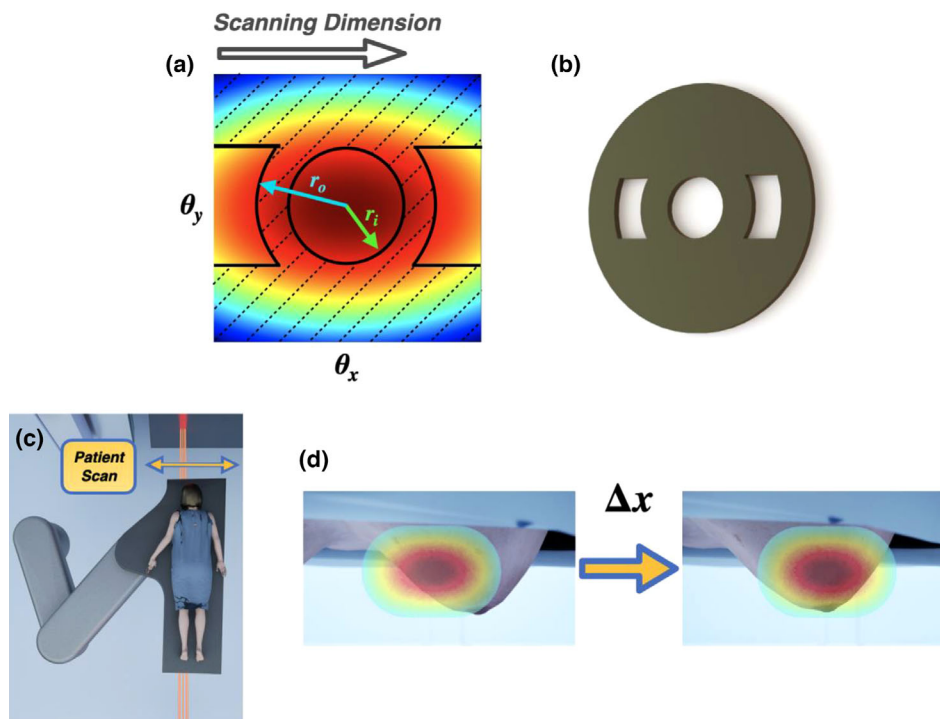 Scanning Dimension
(a)
(b)
r_o
r_i
θ_y
θ_x
(c)
Patient
Scan
(d)
Δx